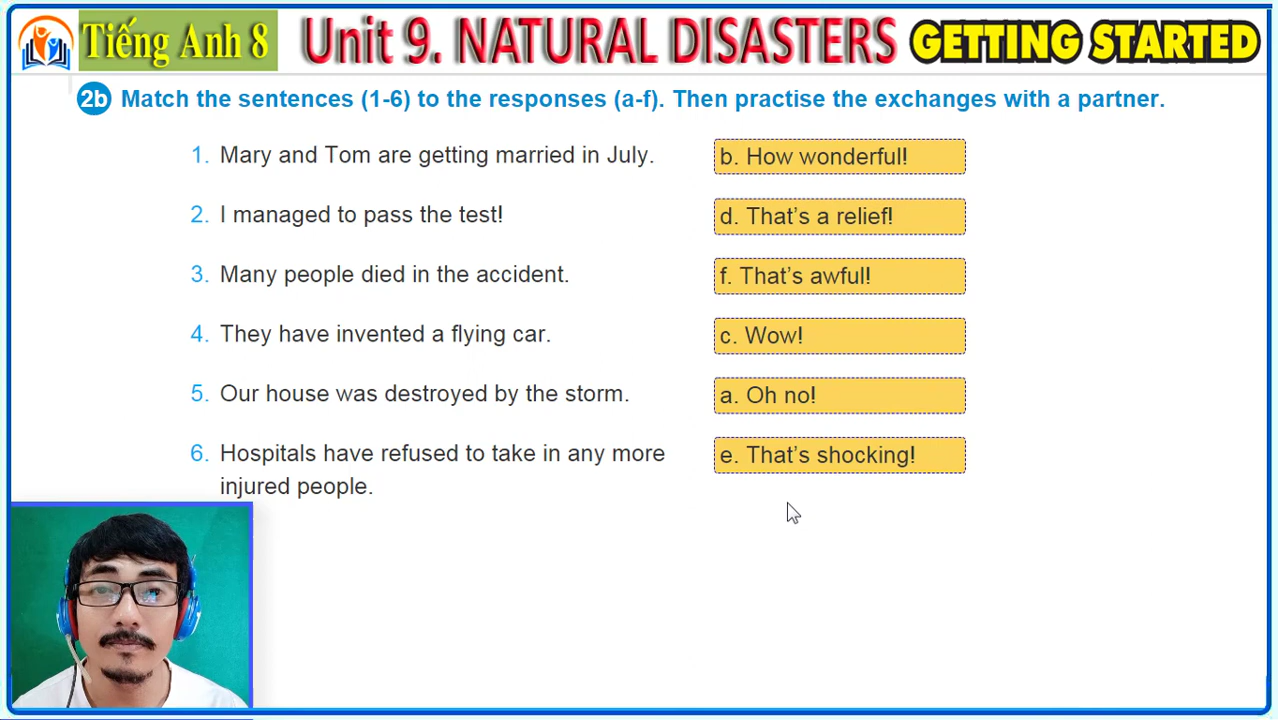 Tiếng Anh 8
Unit 9. NATURAL DISASTERS
GETTING STARTED
2b Match the sentences (1-6) to the responses (a-f). Then practise the exchanges with a partner.
1. Mary and Tom are getting married in July.
b. How wonderful!
2. I managed to pass the test!
d. That’s a relief!
3. Many people died in the accident.
f. That’s awful!
4. They have invented a flying car.
c. Wow!
5. Our house was destroyed by the storm.
a. Oh no!
6. Hospitals have refused to take in any more
injured people.
e. That’s shocking!